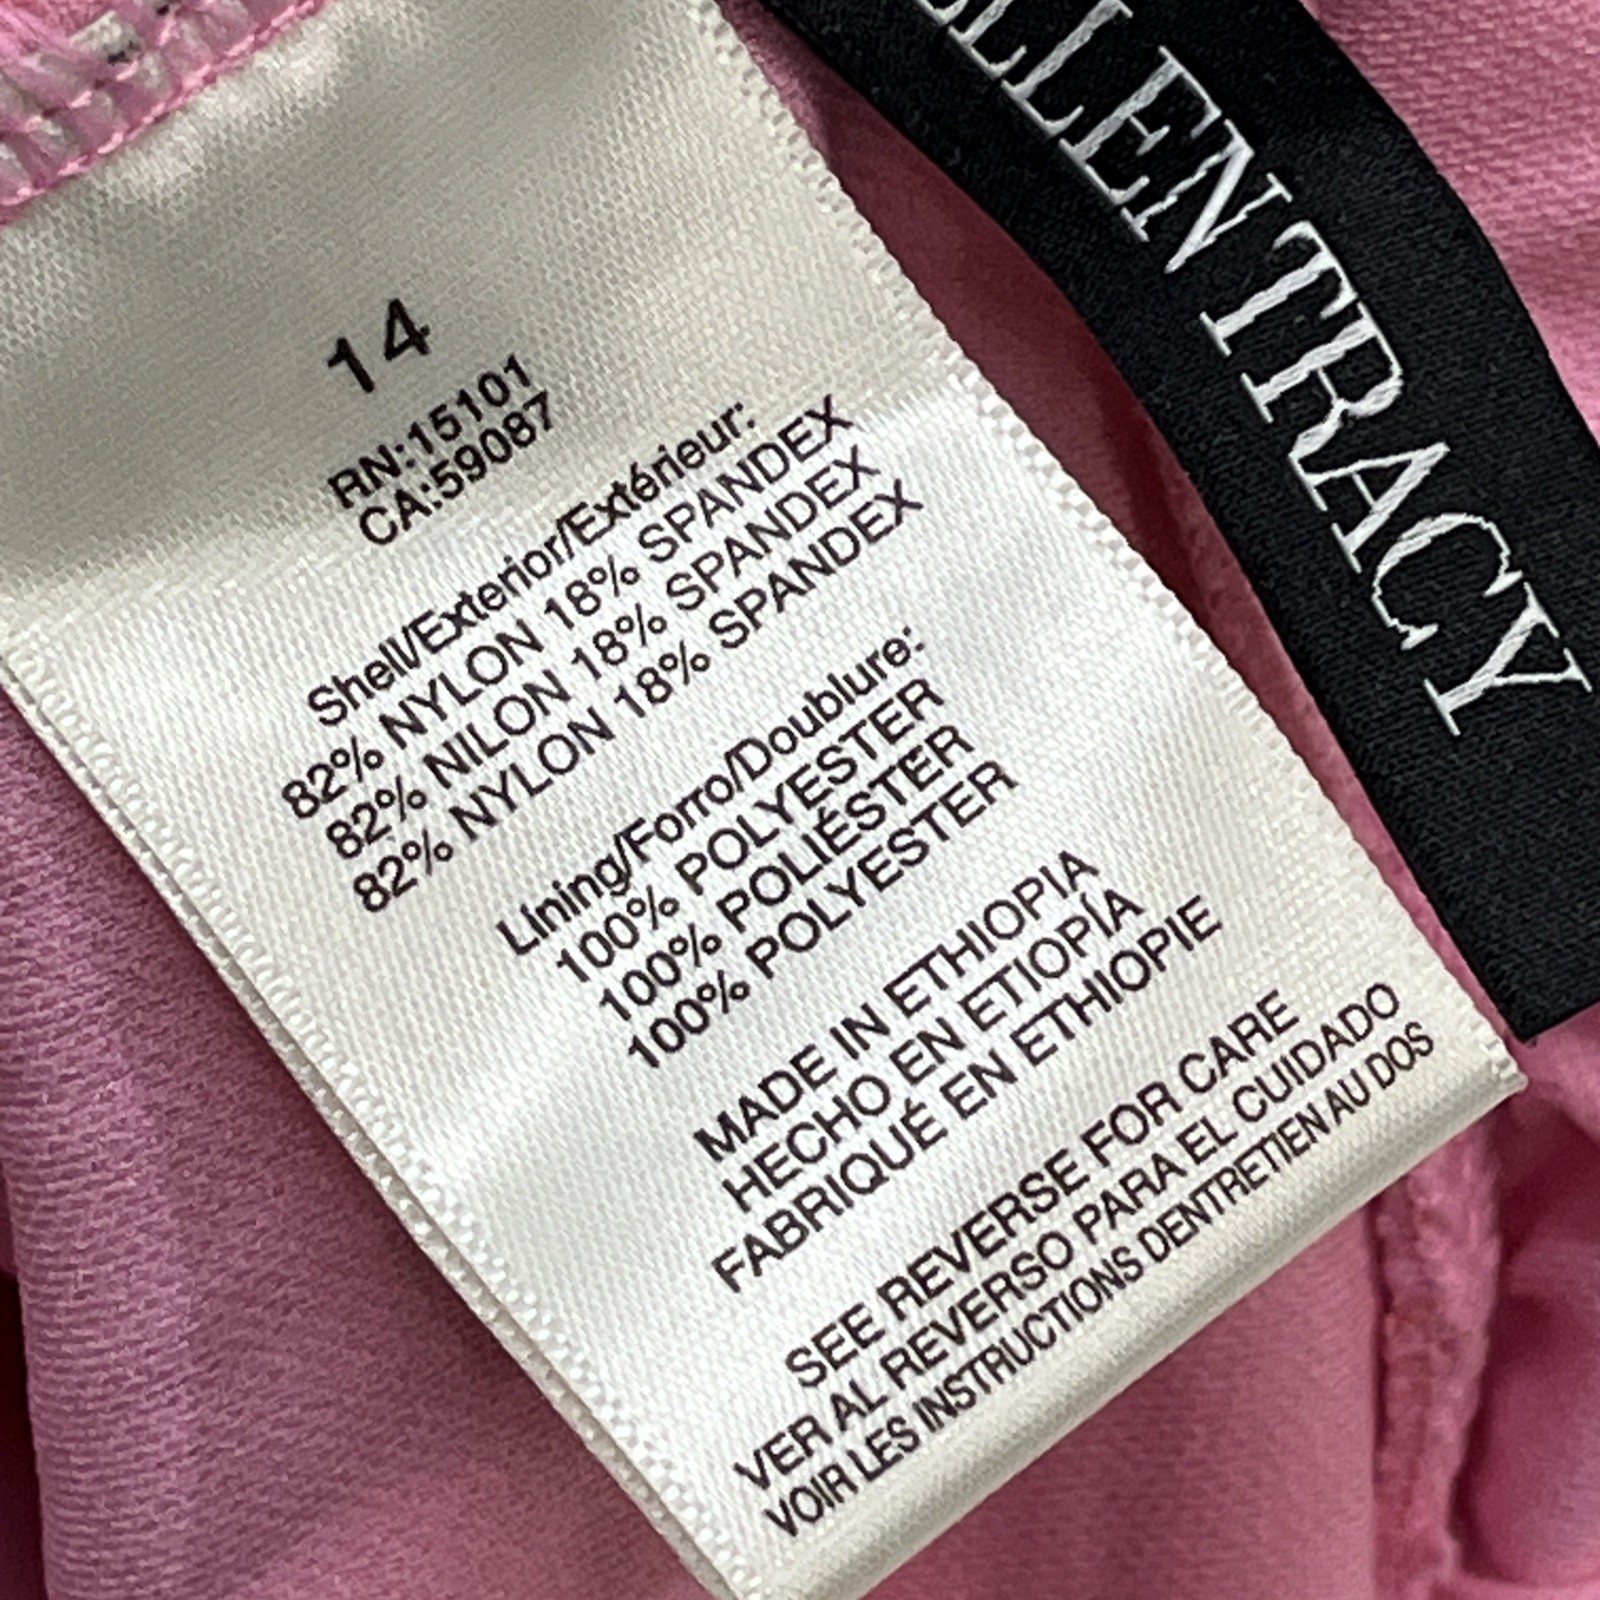 14
RN:15101
CA:59087
Shell/Exterior/Extérieur:
82% NYLON 18% SPANDEX
82% NILON 18% SPANDEX
82% NYLON 18% SPANDEX
Lining/Forro/Doublure:
100% POLYESTER
100% POLIÉSTER
100% POLYESTER
MADE IN ETHIOPIA
HECHO EN ETIOPÍA
FABRIQUÉ EN ETHIOPIE
SEE REVERSE FOR CARE
VER AL REVERSO PARA EL CUIDADO
VOIR LES INSTRUCTIONS DENTRETIEN AU DOS
LLEN TRACY